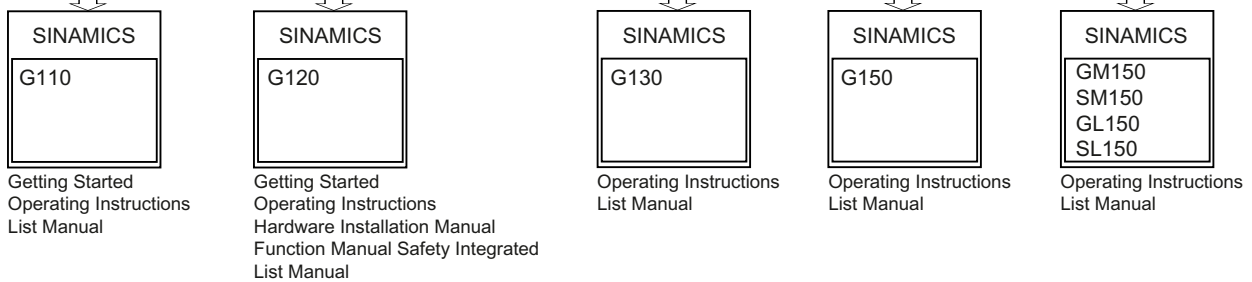 SINAMICS
G110
Getting Started
Operating Instructions
List Manual
SINAMICS
G120
Getting Started
Operating Instructions
Hardware Installation Manual
Function Manual Safety Integrated
List Manual
SINAMICS
G130
Operating Instructions
List Manual
SINAMICS
G150
Operating Instructions
List Manual
SINAMICS
GM150
SM150
GL150
SL150
Operating Instructions
List Manual